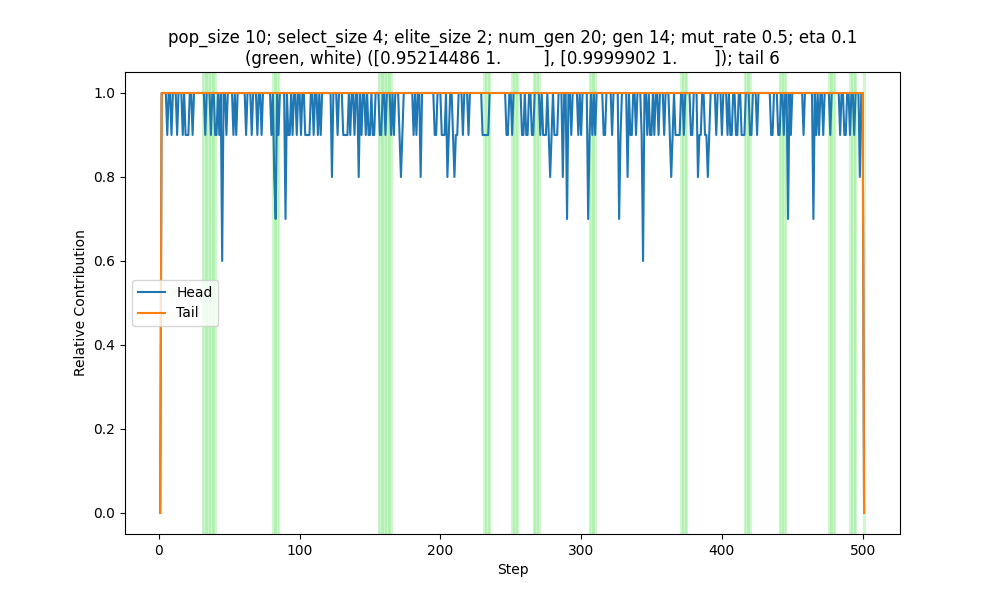 pop_size 10; select_size 4; elite_size 2; num_gen 20; gen 14; mut_rate 0.5; eta 0.1
(green, white) ([0.95214486 1.        ], [0.9999902 1.       ]); tail 6
1.0
0.8
0.6
0.4
0.2
0.0
Relative Contribution
Head
Tail
0
100
200
300
400
500
Step